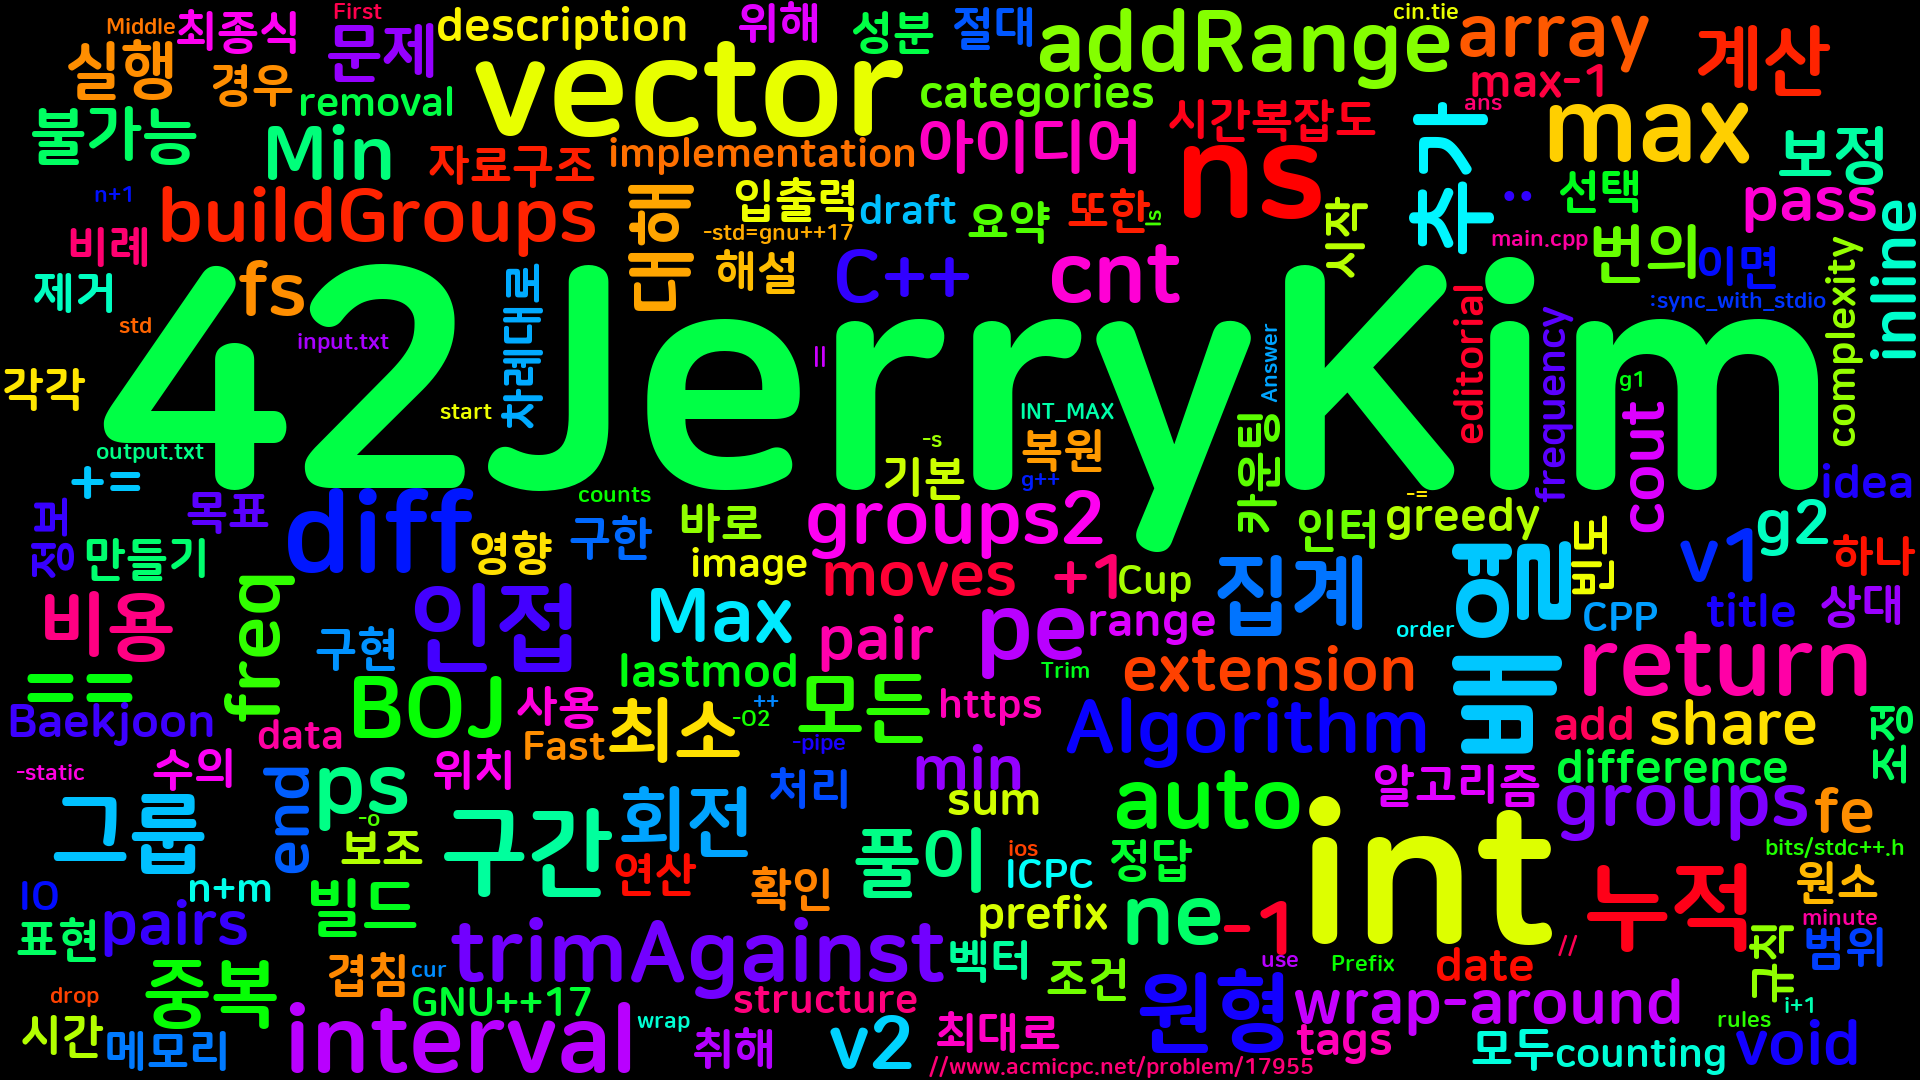 Middle
최종식
First
문제
description
위해
성분
절대
cin.tie
addRange
array
계산
실행
경우
removal
vector
categories
max-1
ans
불가능
Min
자료구조
implementation
아이디어
시간복잡도
ns
추가
max
보정
n+1
buildGroups
대해
입출력
draft
요약
또한
s
시작
..
선택
pass
비례
-std=gnu++17
해설
C++
cnt
main.cpp
번의
이면
complexity
inline
제거
fs
차례대로
:sync_with_stdio
std
input.txt
42JerryKim
||
Answer
editorial
frequency
g1
각각
start
INT_MAX
카운팅
cout
output.txt
-s
복원
+=
기본
g++
-=
idea
퍼
목표
diff
counts
바로
groups2
인터
greedy
g2
정
만들기
영향
구한
image
moves
+1
Cup
집계
배열
빈도
v1
하나
비용
freq
인접
Max
pair
pe
range
order
CPP
title
상대
구현
==
lastmod
Trim
extension
return
Baekjoon
BOJ
사용
++
최소
-O2
모든
https
Algorithm
add
share
조정
data
Fast
-static
수의
end
ps
위치
-pipe
처리
min
sum
auto
알고리즘
difference
groups
fe
그룹
-o
보조
구간
회전
풀이
ios
ICPC
정답
int
bits/stdc++.h
IO
n+m
빌드
연산
확인
prefix
ne
-1
누적
원소
표현
pairs
trimAgainst
벡터
use
Prefix
//
minute
규칙
범위
중복
겹침
cur
조건
date
drop
GNU++17
structure
원형
wrap-around
i+1
시간
메모리
interval
wrap
취해
v2
최대로
tags
모두
counting
rules
void
//www.acmicpc.net/problem/17955